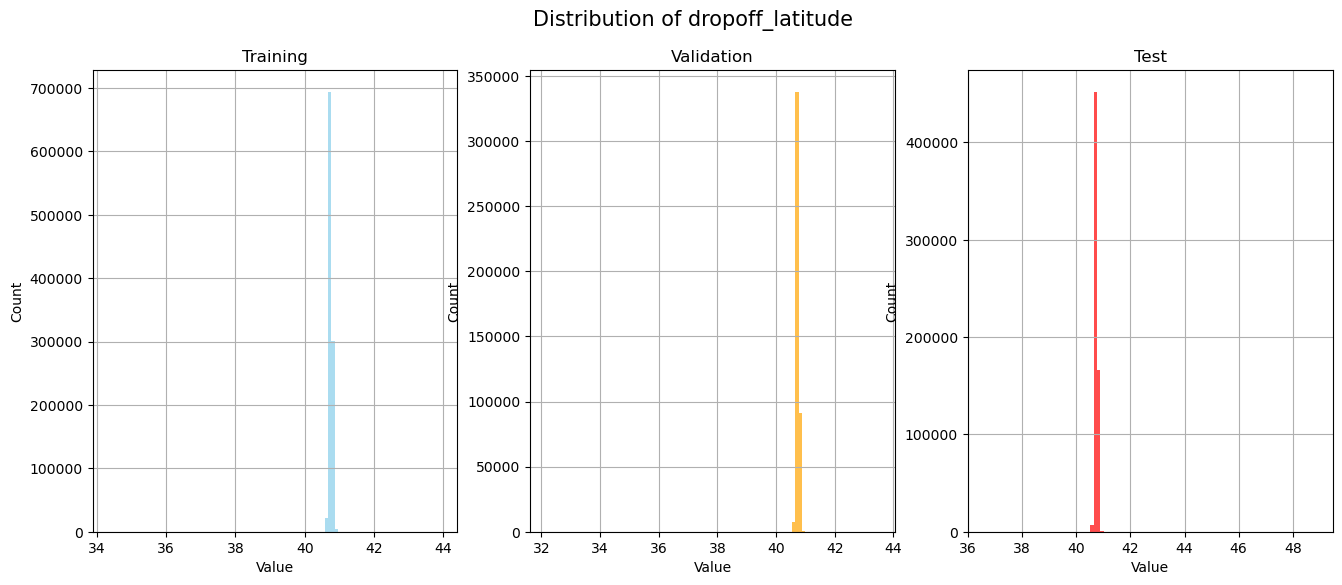 Distribution of dropoff_latitude
Training
700000
600000
500000
400000
300000
200000
100000
0
34 36 38 40 42 44
Count
Value
Validation
350000
300000
250000
200000
150000
100000
50000
0
32 34 36 38 40 42 44
Count
Value
Test
400000
300000
200000
100000
0
36 38 40 42 44 46 48
Count
Value